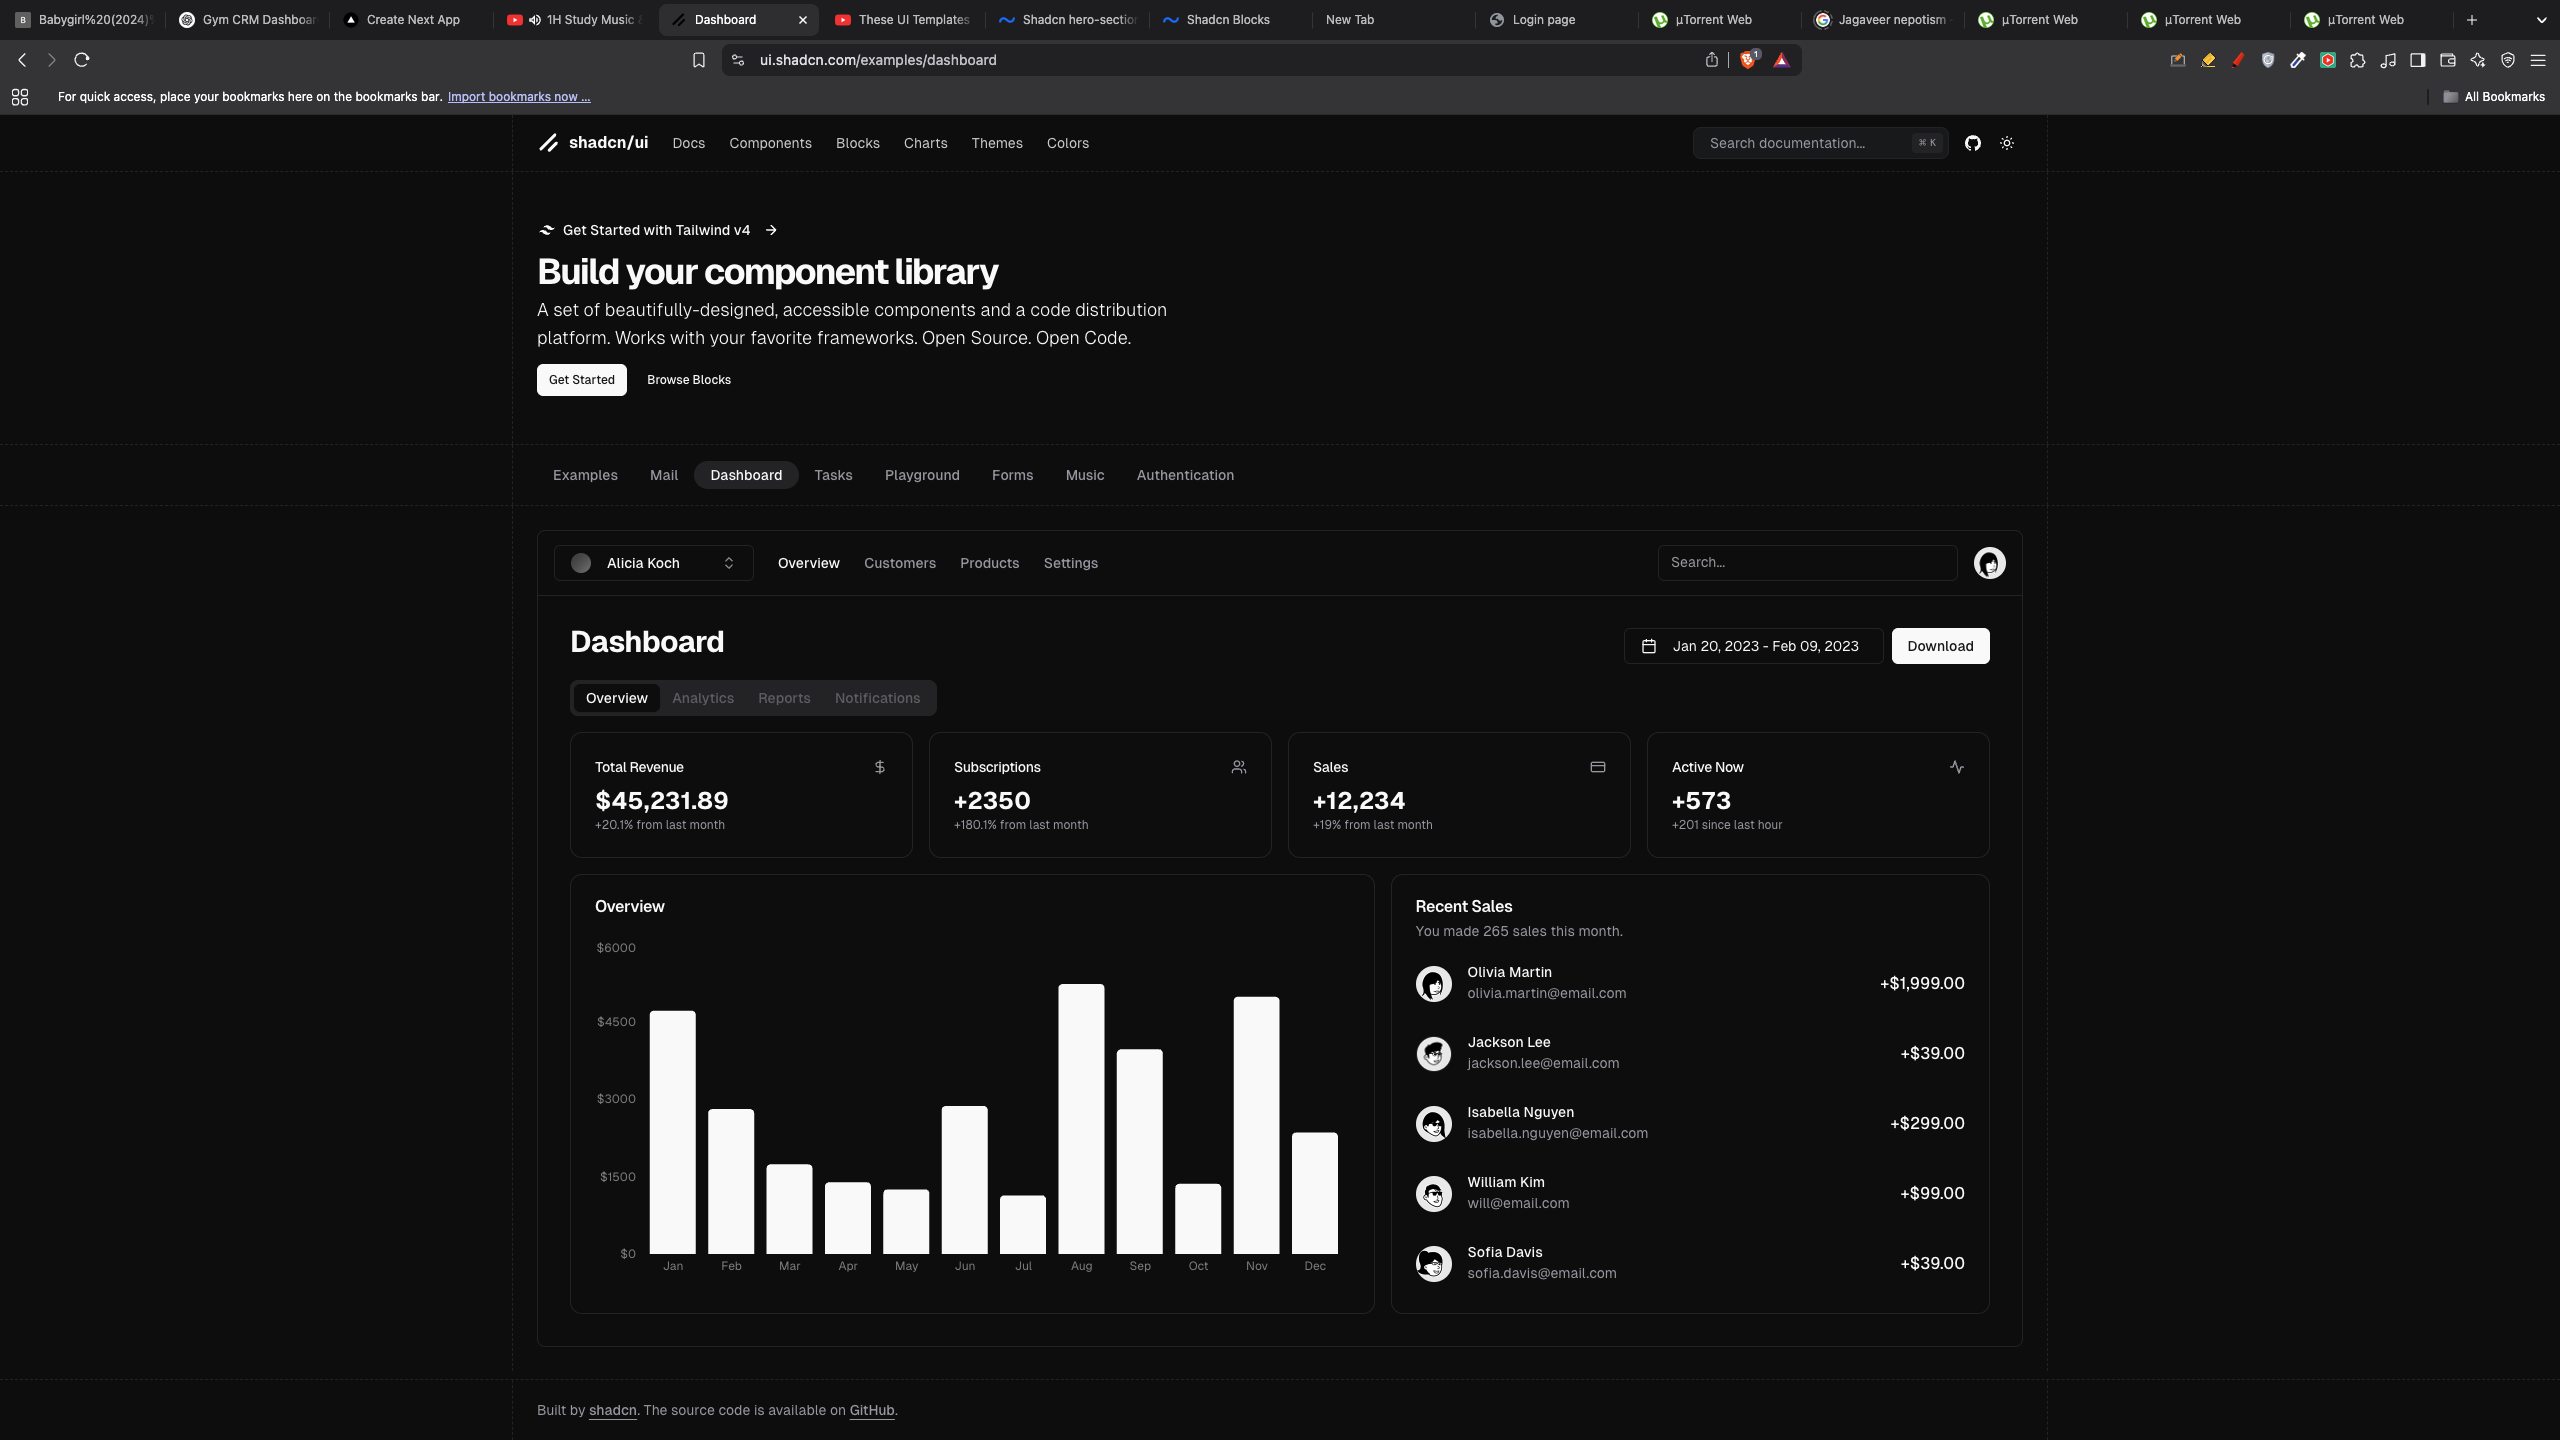 Babygirl%20(2024)%
Gym CRM Dashboar
Create Next App
1H Study Music
Dashboard
These UI Templates
Shadcn hero-section
Shadcn Blocks
New Tab
Login page
µTorrent Web
Jagaveer nepotism
µTorrent Web
µTorrent Web
µTorrent Web
ui.shadcn.com/examples/dashboard
1
For quick access, place your bookmarks here on the bookmarks bar. Import bookmarks now ...
All Bookmarks
shadcn/ui
Docs
Components
Blocks
Charts
Themes
Colors
Search documentation...
⌘ K
Get Started with Tailwind v4
Build your component library
A set of beautifully-designed, accessible components and a code distribution
platform. Works with your favorite frameworks. Open Source. Open Code.
Get Started
Browse Blocks
Examples
Mail
Dashboard
Tasks
Playground
Forms
Music
Authentication
Alicia Koch
Overview
Customers
Products
Settings
Search...
Dashboard
Jan 20, 2023 - Feb 09, 2023
Download
Overview
Analytics
Reports
Notifications
Total Revenue
$45,231.89
+20.1% from last month
Subscriptions
+2350
+180.1% from last month
Sales
+12,234
+19% from last month
Active Now
+573
+201 since last hour
Overview
$6000
$4500
$3000
$1500
$0
Jan
Feb
Mar
Apr
May
Jun
Jul
Aug
Sep
Oct
Nov
Dec
Recent Sales
You made 265 sales this month.
Olivia Martin
olivia.martin@email.com
+$1,999.00
Jackson Lee
jackson.lee@email.com
+$39.00
Isabella Nguyen
isabella.nguyen@email.com
+$299.00
William Kim
will@email.com
+$99.00
Sofia Davis
sofia.davis@email.com
+$39.00
Built by shadcn. The source code is available on GitHub.